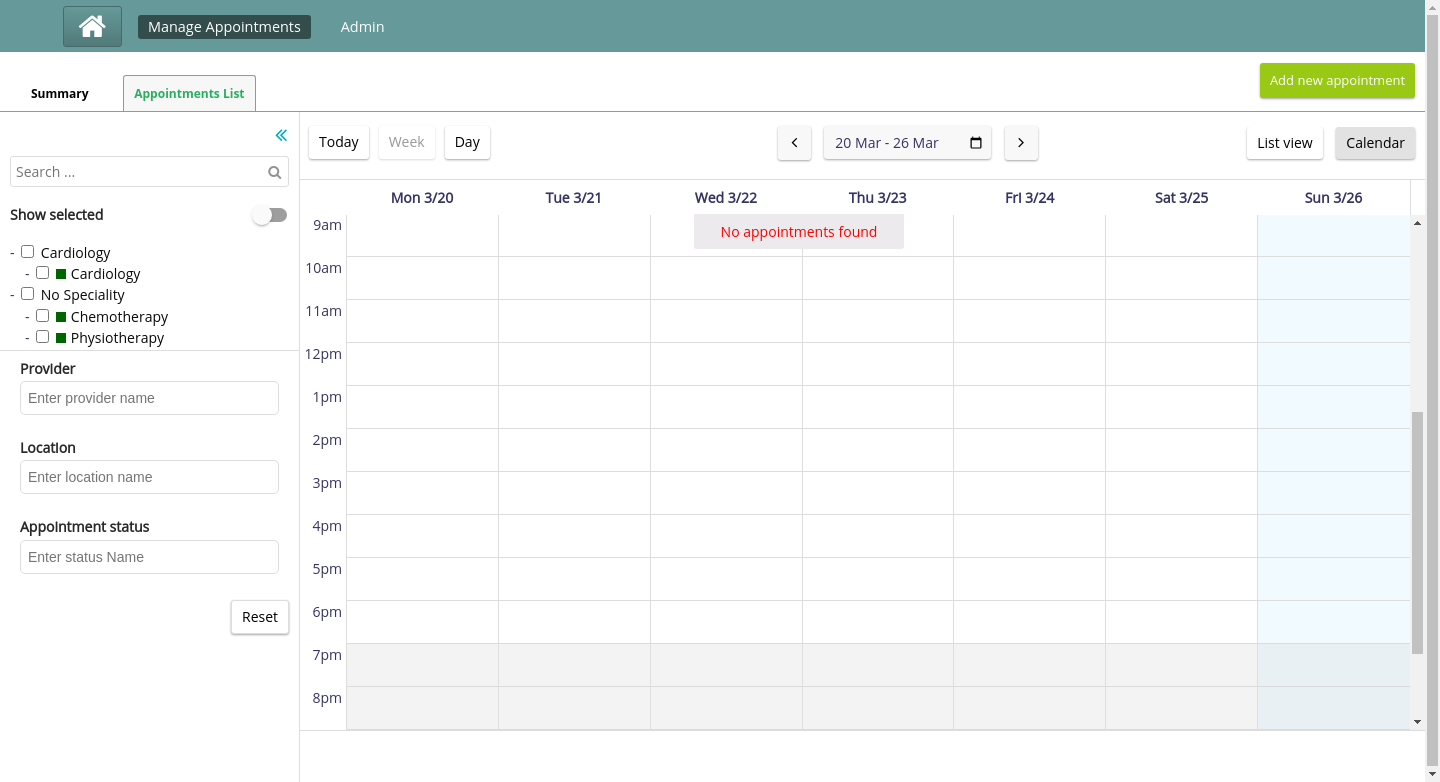 Manage Appointments Admin
Summary Appointments List Add new appointment
Today Week Day 20 Mar - 26 Mar List view Calendar
Search ...
Show selected
- Cardiology
- Cardiology
- No Speciality
- Chemotherapy
- Physiotherapy
Provider
Enter provider name
Location
Enter location name
Appointment status
Enter status Name
Reset
Mon 3/20 Tue 3/21 Wed 3/22 Thu 3/23 Fri 3/24 Sat 3/25 Sun 3/26
No appointments found
9am
10am
11am
12pm
1pm
2pm
3pm
4pm
5pm
6pm
7pm
8pm